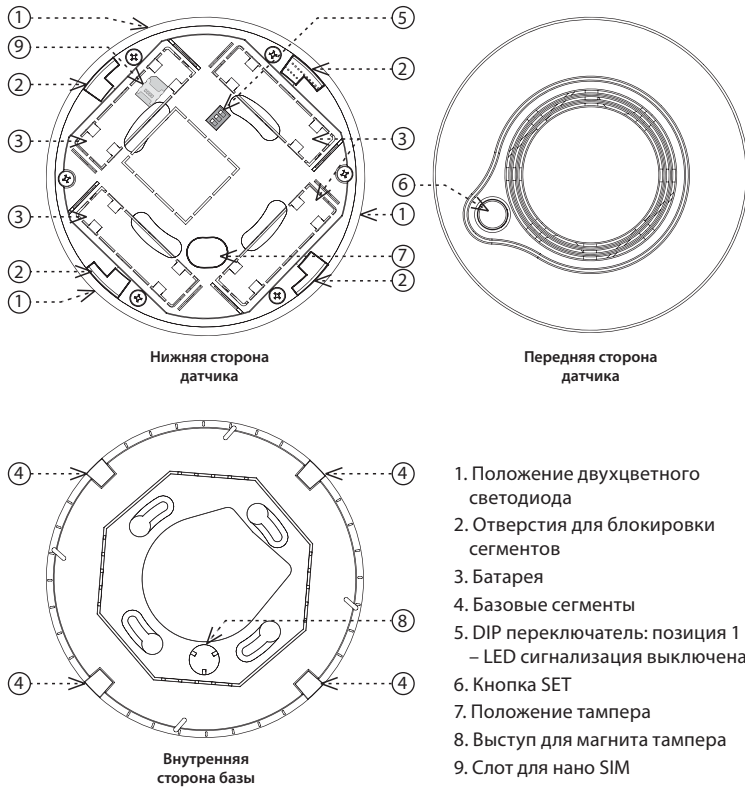 1
9
2
3
3
2
1
5
2
3
1
7
2
6
Нижняя сторона
датчика
Передняя сторона
датчика
4
4
4
4
8
Внутренняя
сторона базы
1. Положение двухцветного
светодиода
2. Отверстия для блокировки
сегментов
3. Батарея
4. Базовые сегменты
5. DIP переключатель: позиция 1
– LED сигнализация выключена
6. Кнопка SET
7. Положение тампера
8. Выступ для магнита тампера
9. Слот для нано SIM